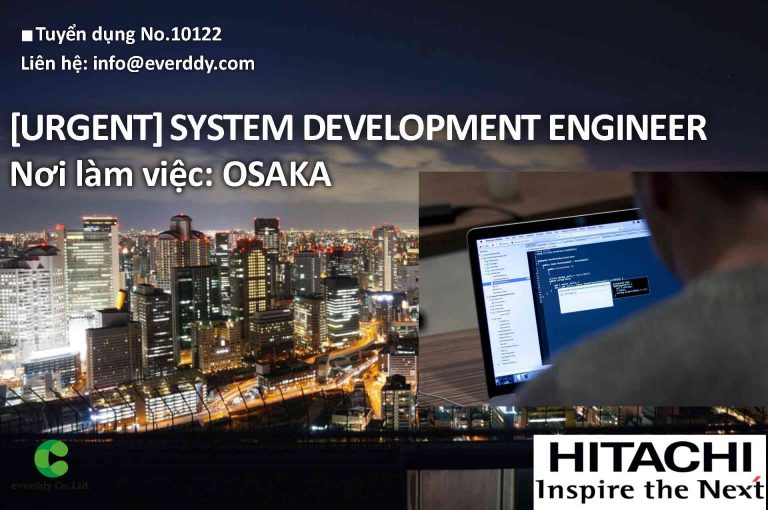 ■Tuyển dụng No.10122
Liên hệ: info@everddy.com
[URGENT] SYSTEM DEVELOPMENT ENGINEER
Nơi làm việc: OSAKA
everddy Co.,Ltd.
HITACHI
Inspire the Next